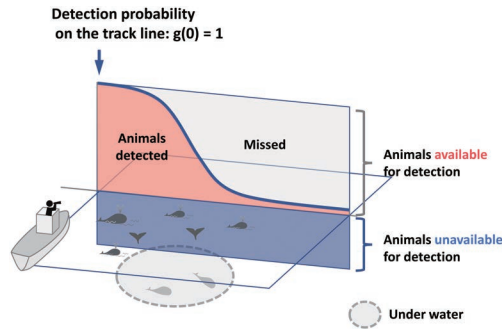 Detection probability
on the track line: g(0) = 1
Animals
detected
Missed
Animals available
for detection
Animals unavailable
for detection
Under water